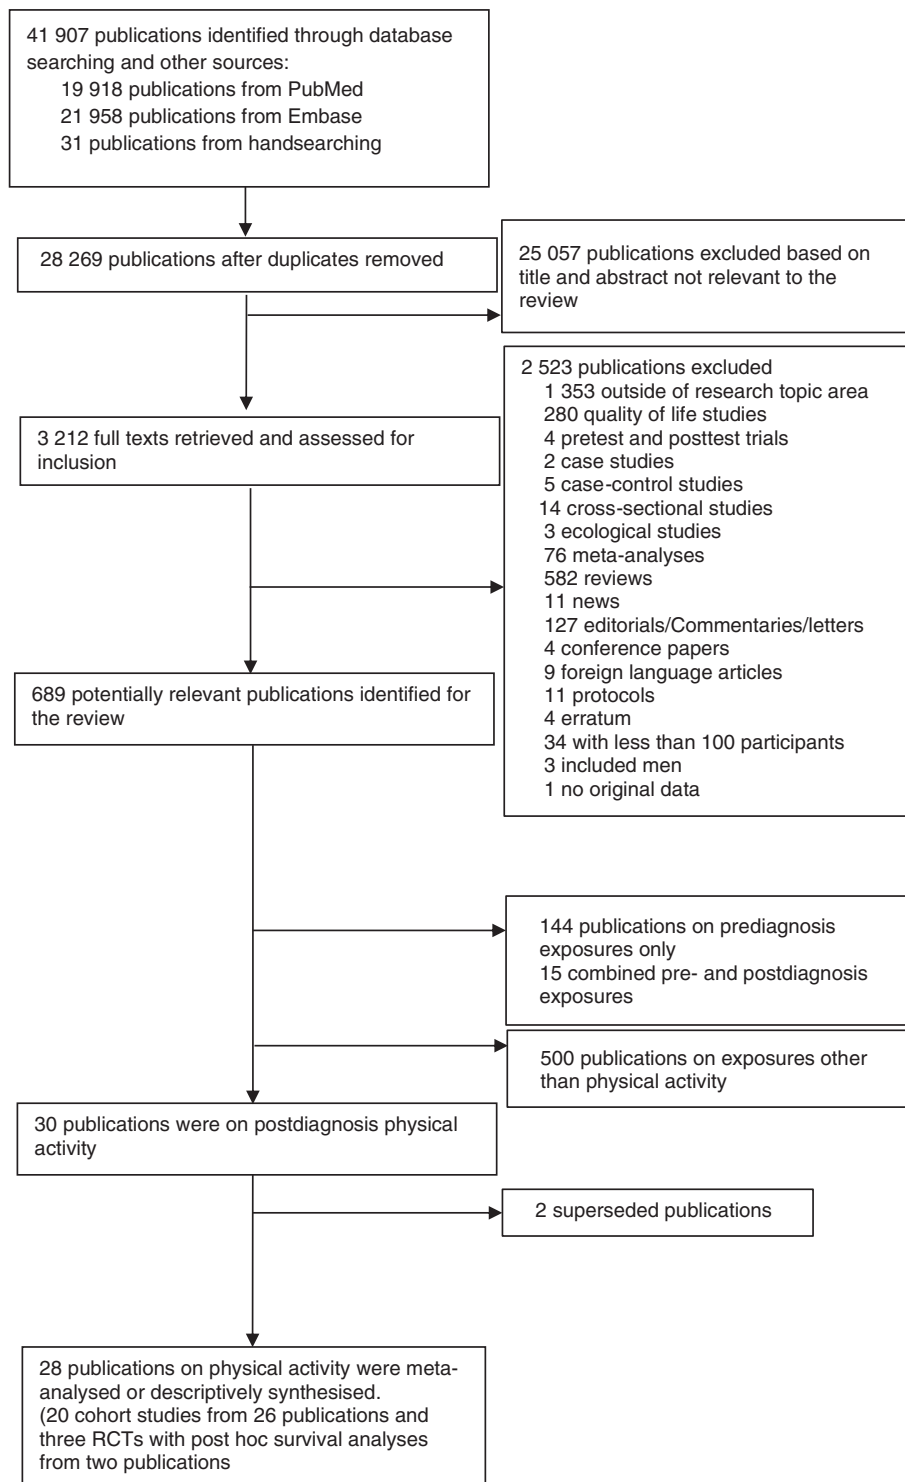 41 907 publications identified through database
searching and other sources:
19 918 publications from PubMed
21 958 publications from Embase
31 publications from handsearching
28 269 publications after duplicates removed
25 057 publications excluded based on
title and abstract not relevant to the
review
3 212 full texts retrieved and assessed for
inclusion
2 523 publications excluded
1 353 outside of research topic area
280 quality of life studies
4 pretest and posttest trials
2 case studies
5 case-control studies
14 cross-sectional studies
3 ecological studies
76 meta-analyses
582 reviews
11 news
127 editorials/Commentaries/letters
4 conference papers
9 foreign language articles
11 protocols
4 erratum
34 with less than 100 participants
3 included men
1 no original data
689 potentially relevant publications identified for
the review
144 publications on prediagnosis
exposures only
15 combined pre- and postdiagnosis
exposures
500 publications on exposures other
than physical activity
30 publications were on postdiagnosis physical
activity
2 superseded publications
28 publications on physical activity were meta-
analysed or descriptively synthesised.
(20 cohort studies from 26 publications and
three RCTs with post hoc survival analyses
from two publications